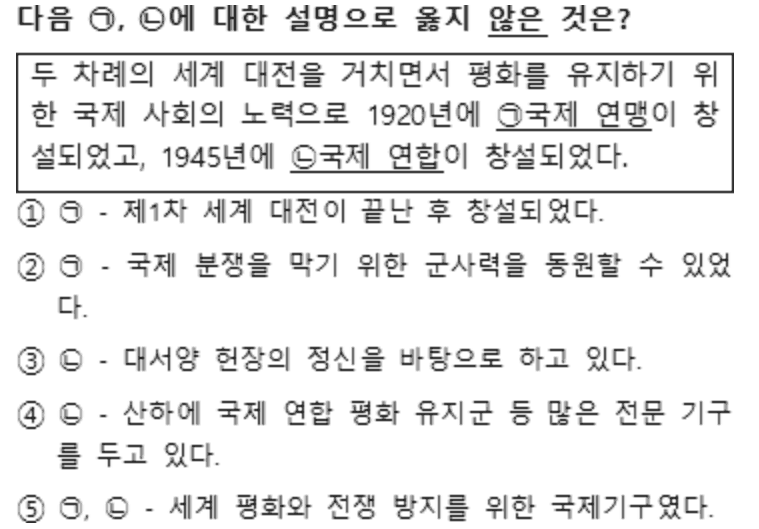 다음 ㉠, ㉡에 대한 설명으로 옳지 않은 것은?
두 차례의 세계 대전을 거치면서 평화를 유지하기 위
한 국제 사회의 노력으로 1920년에 ㉠국제 연맹이 창
설되었고, 1945년에 ㉡국제 연합이 창설되었다.
① ㉠ - 제1차 세계 대전이 끝난 후 창설되었다.
② ㉠ - 국제 분쟁을 막기 위한 군사력을 동원할 수 있었
다.
③ ㉡ - 대서양 헌장의 정신을 바탕으로 하고 있다.
④ ㉡ - 산하에 국제 연합 평화 유지군 등 많은 전문 기구
를 두고 있다.
⑤ ㉠, ㉡ - 세계 평화와 전쟁 방지를 위한 국제기구였다.